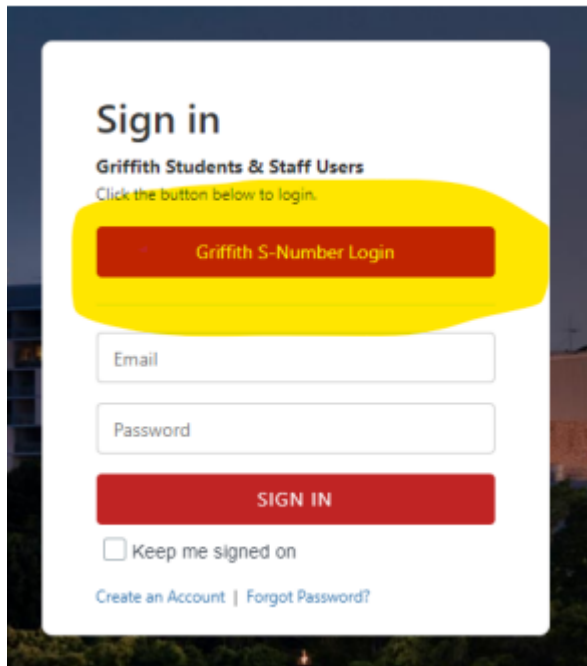 Sign in
Griffith Students & Staff Users
Click the button below to login.
Griffith S-Number Login
Email
Password
SIGN IN
Keep me signed on
Create an Account | Forgot Password?